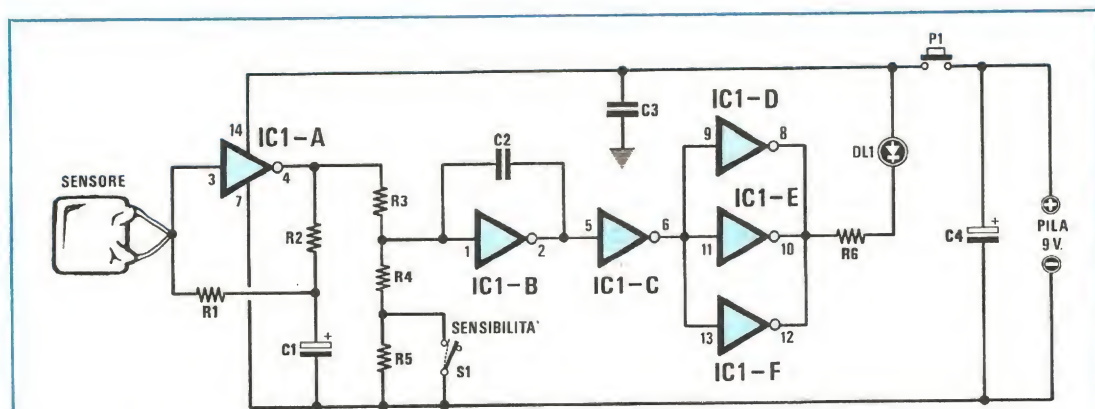 P1
IC1-D
14
IC1-A
C3
9
8
C2
DL1
SENSORE
3
4
IC1-E
R3
7
5
6
11
10
C4
+
PILA
9 V.
R2
1
2
R6
R4
IC1-B
IC1-C
R1
SENSIBILITA'
13
12
C1
+
R5
S1
IC1-F